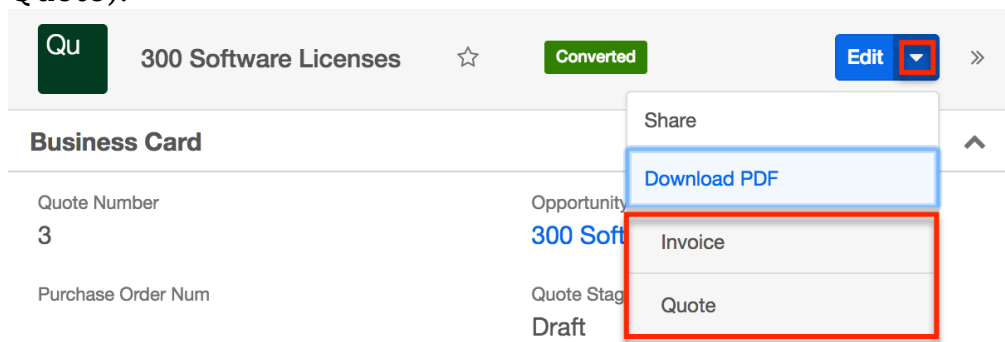 Quote).
Qu
300 Software Licenses
Converted
Edit
Share
Business Card
Download PDF
Quote Number
Opportunity
3
300 Soft
Invoice
Purchase Order Num
Quote Stag
Quote
Draft